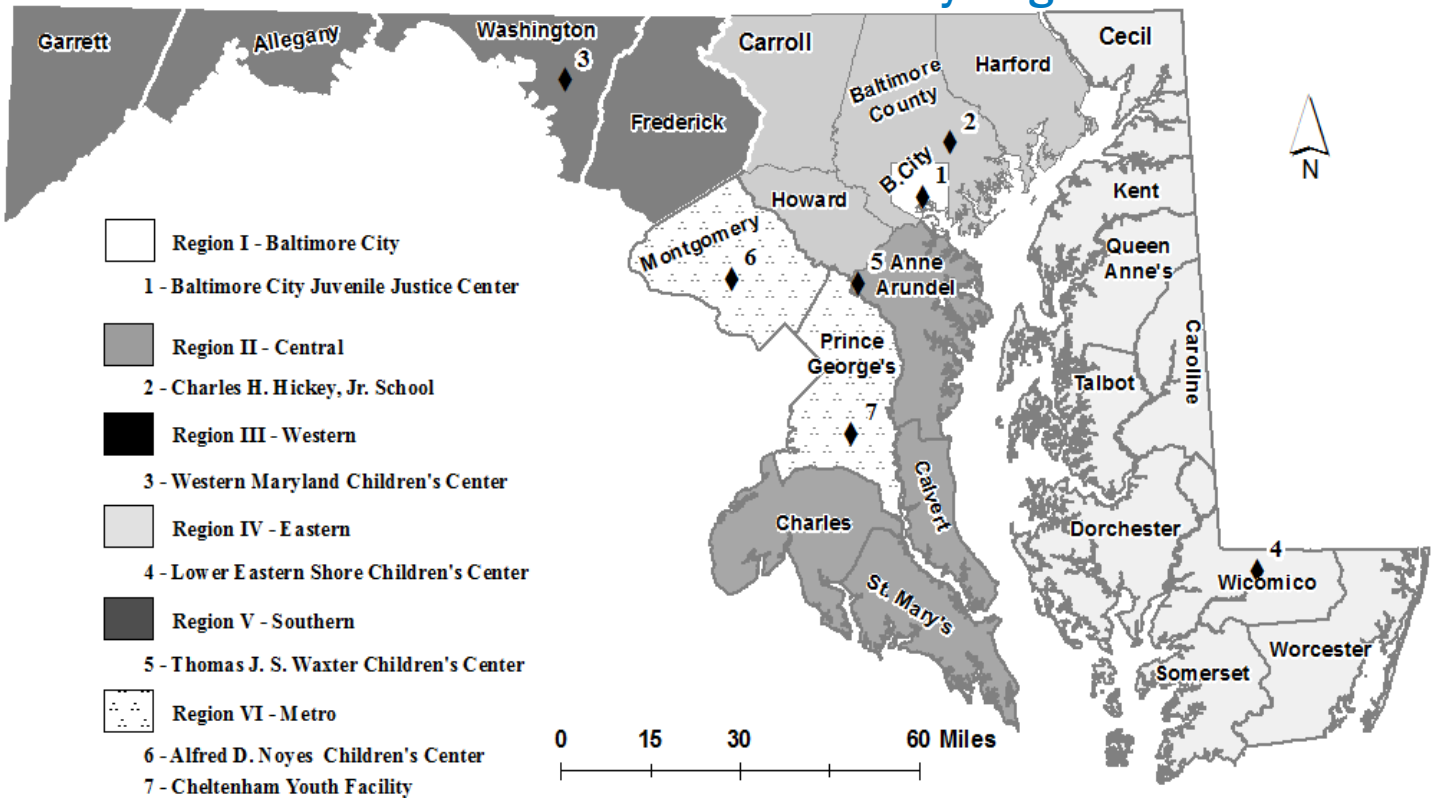 Garrett
Allegany
Washington
3
Frederick
Carroll
Baltimore
County
Harford
Cecil
2
B.City
1
Howard
Kent
Queen
Anne's
Montgomery
6
5 Anne
Arundel
N
Prince
George's
Talbot
Caroline
7
Calvert
Charles
St. Mary's
Dorchester
4
Wicomico
Worcester
Somerset
Region I - Baltimore City
1 - Baltimore City Juvenile Justice Center
Region II - Central
2 - Charles H. Hickey, Jr. School
Region III - Western
3 - Western Maryland Children's Center
Region IV - Eastern
4 - Lower Eastern Shore Children's Center
Region V - Southern
5 - Thomas J. S. Waxter Children's Center
Region VI - Metro
6 - Alfred D. Noyes Children's Center
7 - Cheltenham Youth Facility
0 15 30 60 Miles